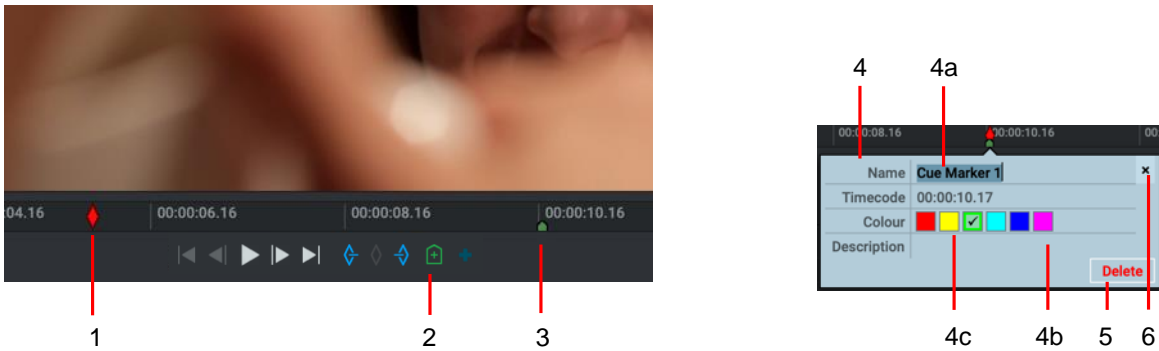 :04.16 00:00:06.16 00:00:08.16 00:00:10.16
1 2 3
4 4a
00:00:08.16 00:00:10.16 00
Name Cue Marker 1 ×
Timecode 00:00:10.17
Colour
Description
Delete
4c 4b 5 6